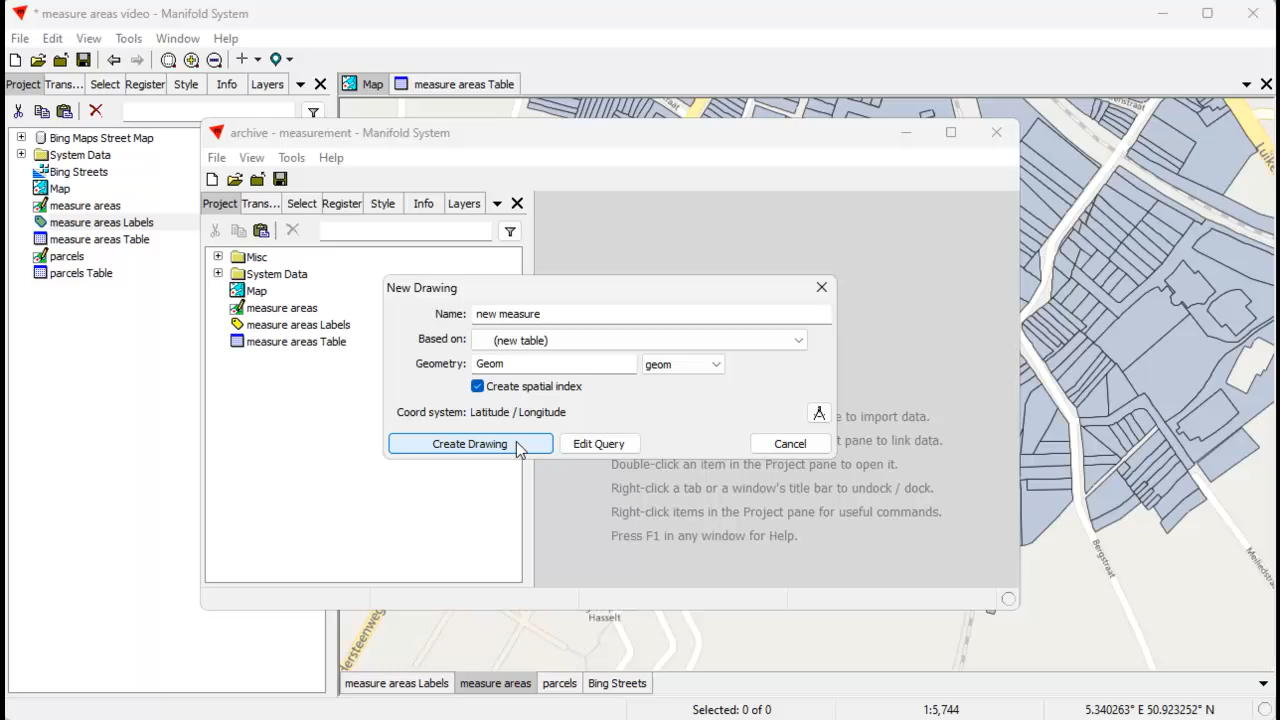 * measure areas video - Manifold System
File Edit View Tools Window Help
Project Trans... Select Register Style Info Layers
Map measure areas Table
Bing Maps Street Map
System Data
Bing Streets
Map
measure areas
measure areas Labels
measure areas Table
parcels
parcels Table
archive - measurement - Manifold System
File View Tools Help
Project Trans... Select Register Style Info Layers
Misc
System Data
Map
measure areas
measure areas Labels
measure areas Table
New Drawing
Name: new measure
Based on: (new table)
Geometry: Geom geom
Create spatial index
Coord system: Latitude / Longitude
Create Drawing Edit Query Cancel
e to import data.
pane to link data.
Double-click an item in the Project pane to open it.
Right-click a tab or a window's title bar to undock / dock.
Right-click items in the Project pane for useful commands.
Press F1 in any window for Help.
Bergstraat
Hasselt
dersteenweg
measure areas Labels measure areas parcels Bing Streets
Selected: 0 of 0 1:5,744 5.340263° E 50.923252° N